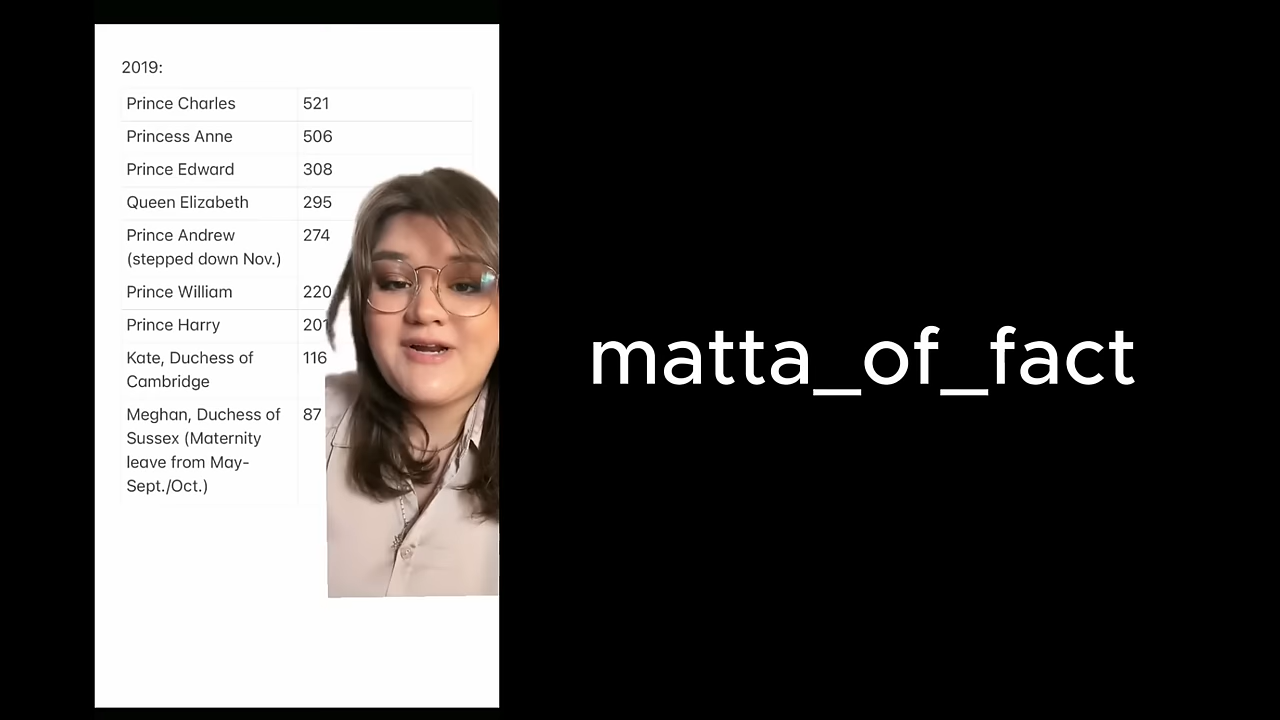 2019:
Prince Charles 521
Princess Anne 506
Prince Edward 308
Queen Elizabeth 295
Prince Andrew 274
(stepped down Nov.)
Prince William 220
Prince Harry 201
Kate, Duchess of 116
Cambridge
Meghan, Duchess of 87
Sussex (Maternity
leave from May-
Sept./Oct.)
matta_of_fact